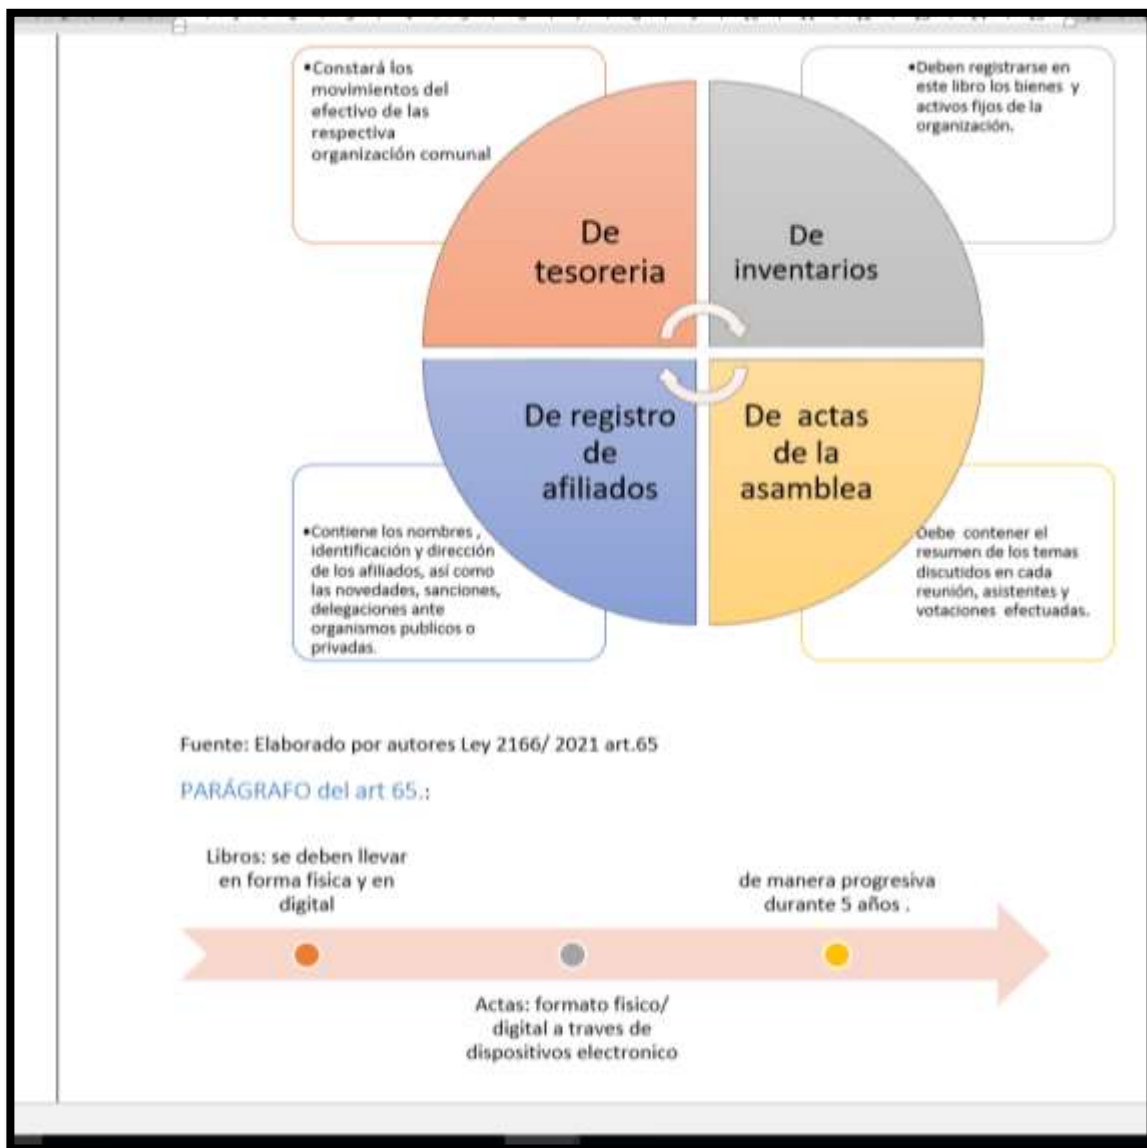 •Constará los
movimientos del
efectivo de las
respectiva
organización comunal
•Deben registrarse en
este libro los bienes y
activos fijos de la
organización.
De
tesoreria
De
inventarios
De registro
de
afiliados
De actas
de la
asamblea
•Contiene los nombres ,
identificación y dirección
de los afiliados, así como
las novedades, sanciones,
delegaciones ante
organismos publicos o
privadas.
Debe contener el
resumen de los temas
discutidos en cada
reunión, asistentes y
votaciones efectuadas.
Fuente: Elaborado por autores Ley 2166/ 2021 art.65
PARÁGRAFO del art 65.:
Libros: se deben llevar
en forma física y en
digital
de manera progresiva
durante 5 años .
Actas: formato fisico/
digital a traves de
dispositivos electronico